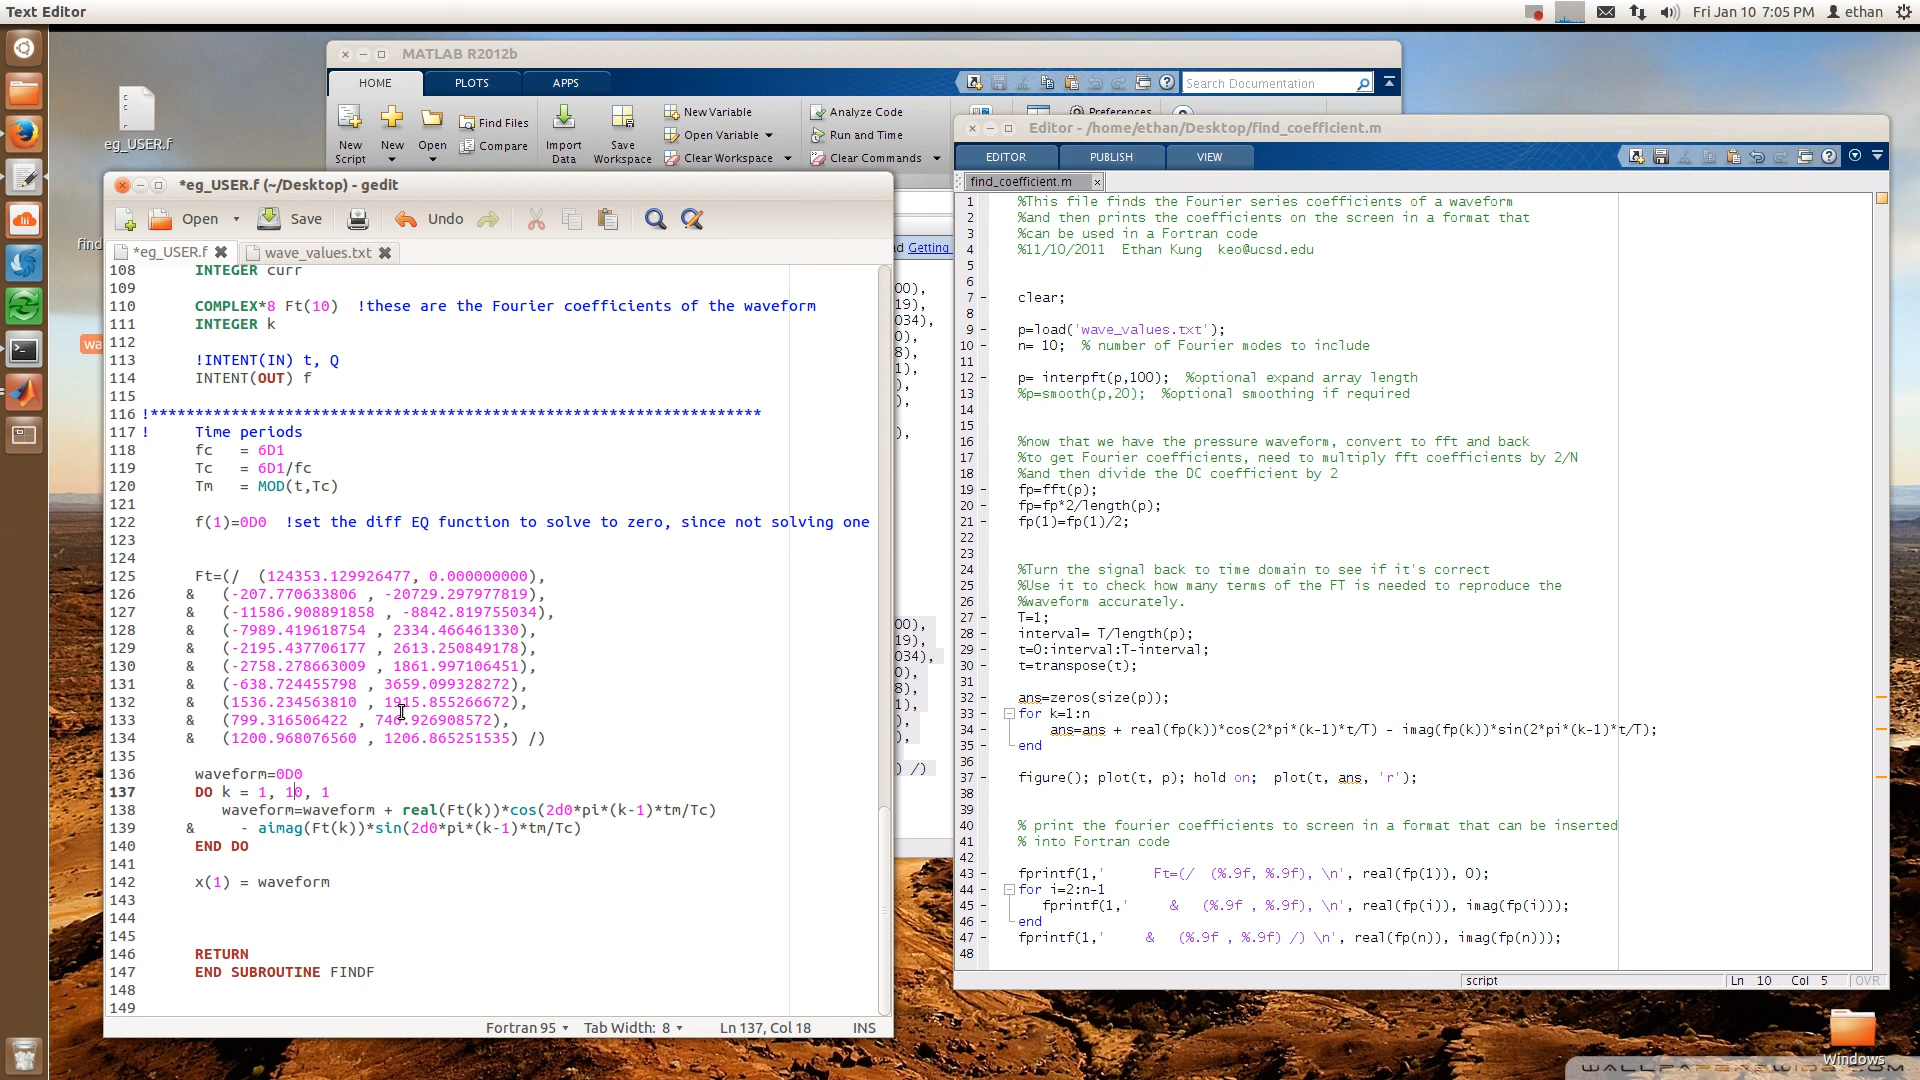 Text Editor
Fri Jan 10 7:05 PM
ethan
eg_USER.f
find
wa
Windows
MATLAB R2012b
HOME
PLOTS
APPS
Search Documentation
New Script
New
Open
Find Files
Compare
Import Data
Save Workspace
New Variable
Open Variable
Clear Workspace
Analyze Code
Run and Time
Clear Commands
Preferences
*eg_USER.f (~/Desktop) - gedit
Open
Save
Undo
*eg_USER.f
wave_values.txt
108 INTEGER curr
109
110 COMPLEX*8 Ft(10)  !these are the Fourier coefficients of the waveform
111 INTEGER k
112
113 !INTENT(IN) t, Q
114 INTENT(OUT) f
115
116 !********************************************************************
117 !     Time periods
118 fc   = 6D1
119 Tc   = 6D1/fc
120 Tm   = MOD(t,Tc)
121
122 f(1)=0D0  !set the diff EQ function to solve to zero, since not solving one
123
124
125 Ft=(/  (124353.129926477, 0.000000000),
126 &   (-207.770633806 , -20729.297977819),
127 &   (-11586.908891858 , -8842.819755034),
128 &   (-7989.419618754 , 2334.466461330),
129 &   (-2195.437706177 , 2613.250849178),
130 &   (-2758.278663009 , 1861.997106451),
131 &   (-638.724455798 , 3659.099328272),
132 &   (1536.234563810 , 1915.855266672),
133 &   (799.316506422 , 746.926908572),
134 &   (1200.968076560 , 1206.865251535) /)
135
136 waveform=0D0
137 DO k = 1, 10, 1
138 waveform=waveform + real(Ft(k))*cos(2d0*pi*(k-1)*tm/Tc)
139 &     - aimag(Ft(k))*sin(2d0*pi*(k-1)*tm/Tc)
140 END DO
141
142 x(1) = waveform
143
144
145
146 RETURN
147 END SUBROUTINE FINDF
148
149
Fortran 95
Tab Width: 8
Ln 137, Col 18
INS
Getting
00),
19),
034),
0),
8),
1),
),
),
),
00),
19),
034),
0),
8),
1),
),
),
),
) /)
Editor - /home/ethan/Desktop/find_coefficient.m
EDITOR
PUBLISH
VIEW
find_coefficient.m
1 %This file finds the Fourier series coefficients of a waveform
2 %and then prints the coefficients on the screen in a format that
3 %can be used in a Fortran code
4 %11/10/2011  Ethan Kung  keo@ucsd.edu
5
6
7 - clear;
8
9 - p=load('wave_values.txt');
10 - n= 10;  % number of Fourier modes to include
11
12 - p= interpft(p,100);  %optional expand array length
13 %p=smooth(p,20);  %optional smoothing if required
14
15
16 %now that we have the pressure waveform, convert to fft and back
17 %to get Fourier coefficients, need to multiply fft coefficients by 2/N
18 %and then divide the DC coefficient by 2
19 - fp=fft(p);
20 - fp=fp*2/length(p);
21 - fp(1)=fp(1)/2;
22
23
24 %Turn the signal back to time domain to see if it's correct
25 %Use it to check how many terms of the FT is needed to reproduce the
26 %waveform accurately.
27 - T=1;
28 - interval= T/length(p);
29 - t=0:interval:T-interval;
30 - t=transpose(t);
31
32 - ans=zeros(size(p));
33 - for k=1:n
34 - ans=ans + real(fp(k))*cos(2*pi*(k-1)*t/T) - imag(fp(k))*sin(2*pi*(k-1)*t/T);
35 - end
36
37 - figure(); plot(t, p); hold on;  plot(t, ans, 'r');
38
39
40 % print the fourier coefficients to screen in a format that can be inserted
41 % into Fortran code
42
43 - fprintf(1,'      Ft=(/  (%.9f, %.9f), \n', real(fp(1)), 0);
44 - for i=2:n-1
45 - fprintf(1,'     &   (%.9f , %.9f), \n', real(fp(i)), imag(fp(i)));
46 - end
47 - fprintf(1,'     &   (%.9f , %.9f) /) \n', real(fp(n)), imag(fp(n)));
48
script
Ln 10 Col 5
OVR